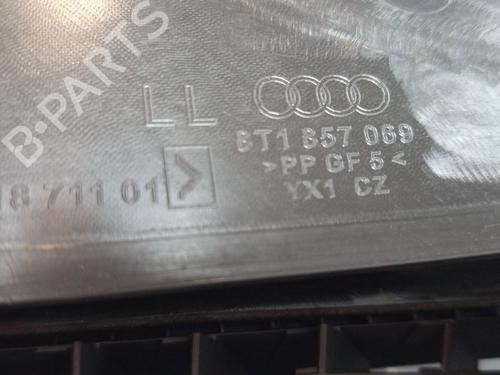 B-PARTS
LL
8T1 857 069
>PP GF 5<
8 711 01 >
YX1 CZ